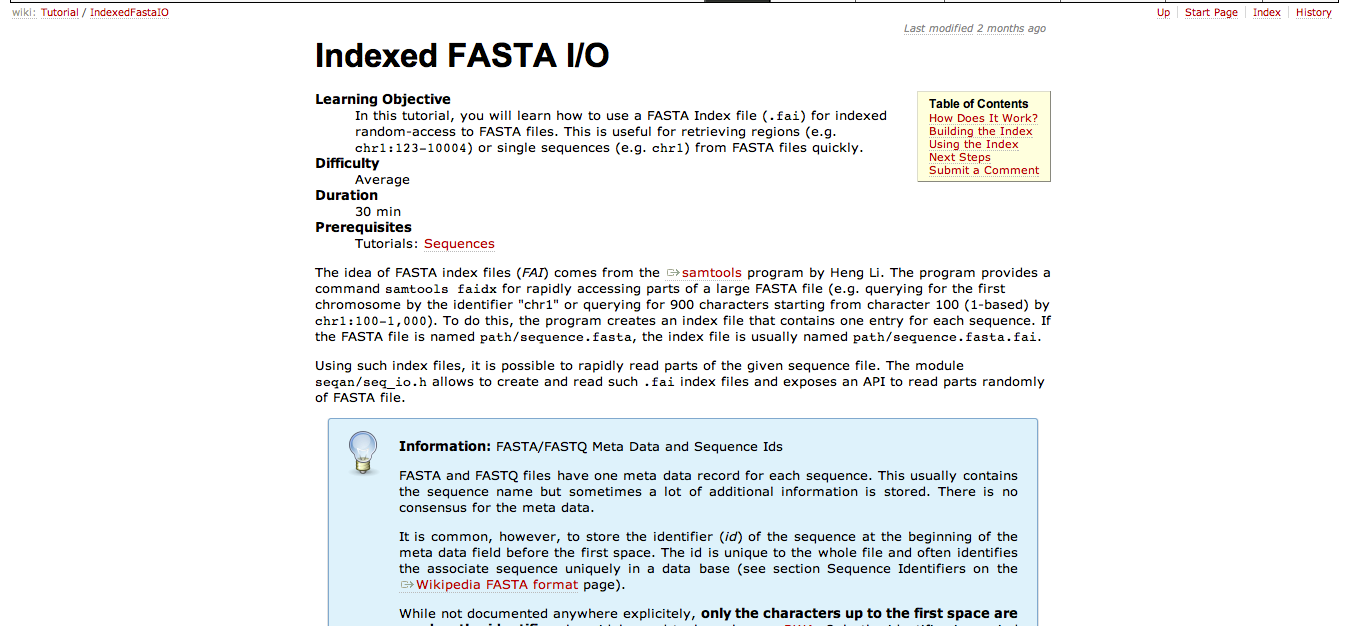 wiki: Tutorial / IndexedFastaIO
Up Start Page Index History
Last modified 2 months ago
Indexed FASTA I/O
Learning Objective
In this tutorial, you will learn how to use a FASTA Index file (.fai) for indexed
random-access to FASTA files. This is useful for retrieving regions (e.g.
chr1:123-10004) or single sequences (e.g. chr1) from FASTA files quickly.
Difficulty
Average
Duration
30 min
Prerequisites
Tutorials: Sequences
Table of Contents
How Does It Work?
Building the Index
Using the Index
Next Steps
Submit a Comment
The idea of FASTA index files (FAI) comes from the samtools program by Heng Li. The program provides a
command samtools faidx for rapidly accessing parts of a large FASTA file (e.g. querying for the first
chromosome by the identifier "chr1" or querying for 900 characters starting from character 100 (1-based) by
chr1:100-1,000). To do this, the program creates an index file that contains one entry for each sequence. If
the FASTA file is named path/sequence.fasta, the index file is usually named path/sequence.fasta.fai.
Using such index files, it is possible to rapidly read parts of the given sequence file. The module
seqan/seq_io.h allows to create and read such .fai index files and exposes an API to read parts randomly
of FASTA file.
Information: FASTA/FASTQ Meta Data and Sequence Ids
FASTA and FASTQ files have one meta data record for each sequence. This usually contains
the sequence name but sometimes a lot of additional information is stored. There is no
consensus for the meta data.
It is common, however, to store the identifier (id) of the sequence at the beginning of the
meta data field before the first space. The id is unique to the whole file and often identifies
the associate sequence uniquely in a data base (see section Sequence Identifiers on the
Wikipedia FASTA format page).
While not documented anywhere explicitly, only the characters up to the first space are